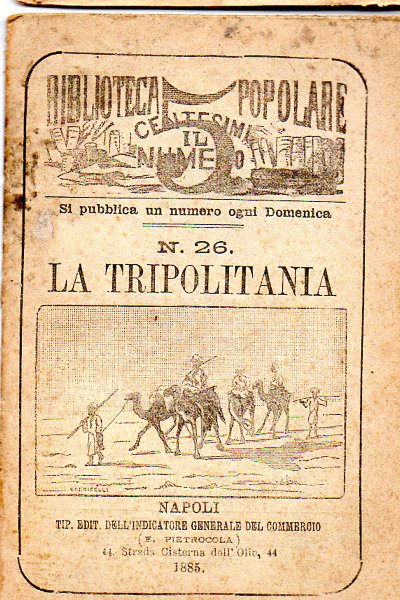 BIBLIOTECA POPOLARE
5
CENTESIMI
IL
NUMERO
Si pubblica un numero ogni Domenica
N. 26.
LA TRIPOLITANIA
NAPOLI
TIP. EDIT. DELL'INDICATORE GENERALE DEL COMMERCIO
(E. PIETROCOLA)
44. Strada Cisterna dell'Olio, 44
1885.